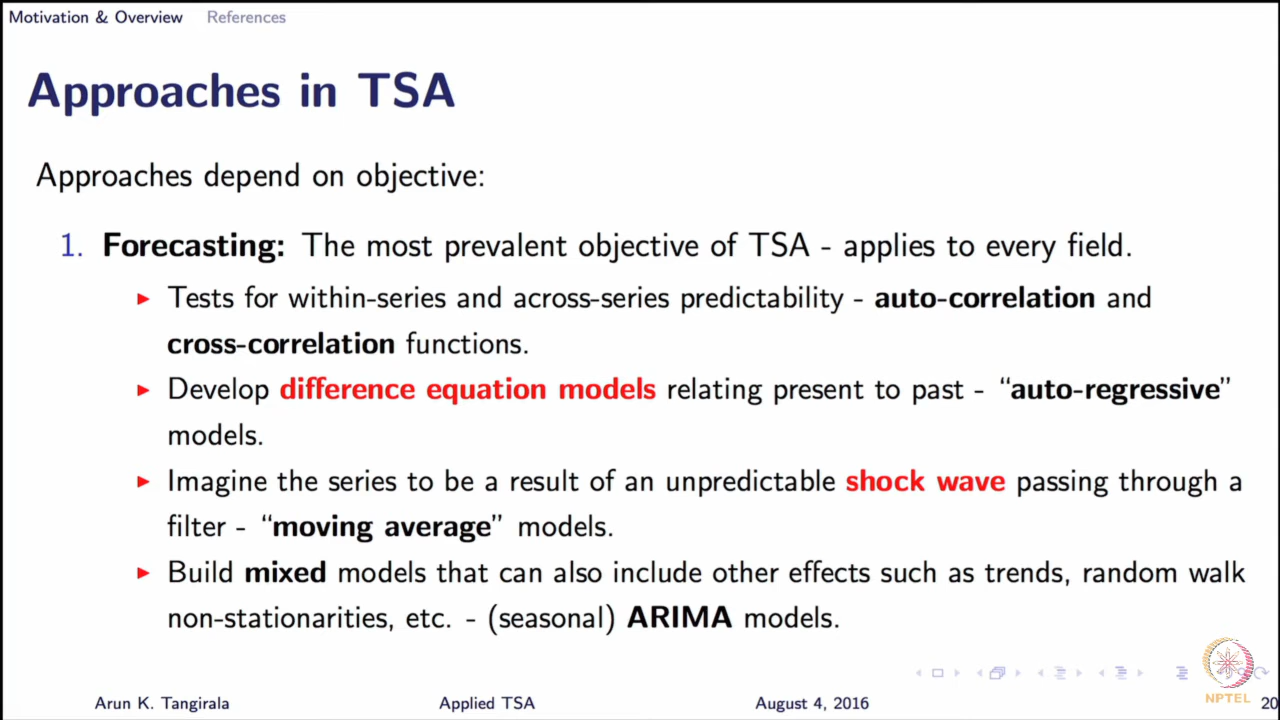 Motivation & Overview References
Approaches in TSA
Approaches depend on objective:
1. Forecasting: The most prevalent objective of TSA - applies to every field.
Tests for within-series and across-series predictability - auto-correlation and
cross-correlation functions.
Develop difference equation models relating present to past - “auto-regressive”
models.
Imagine the series to be a result of an unpredictable shock wave passing through a
filter - “moving average” models.
Build mixed models that can also include other effects such as trends, random walk
non-stationarities, etc. - (seasonal) ARIMA models.
NPTEL
Arun K. Tangirala Applied TSA August 4, 2016 20